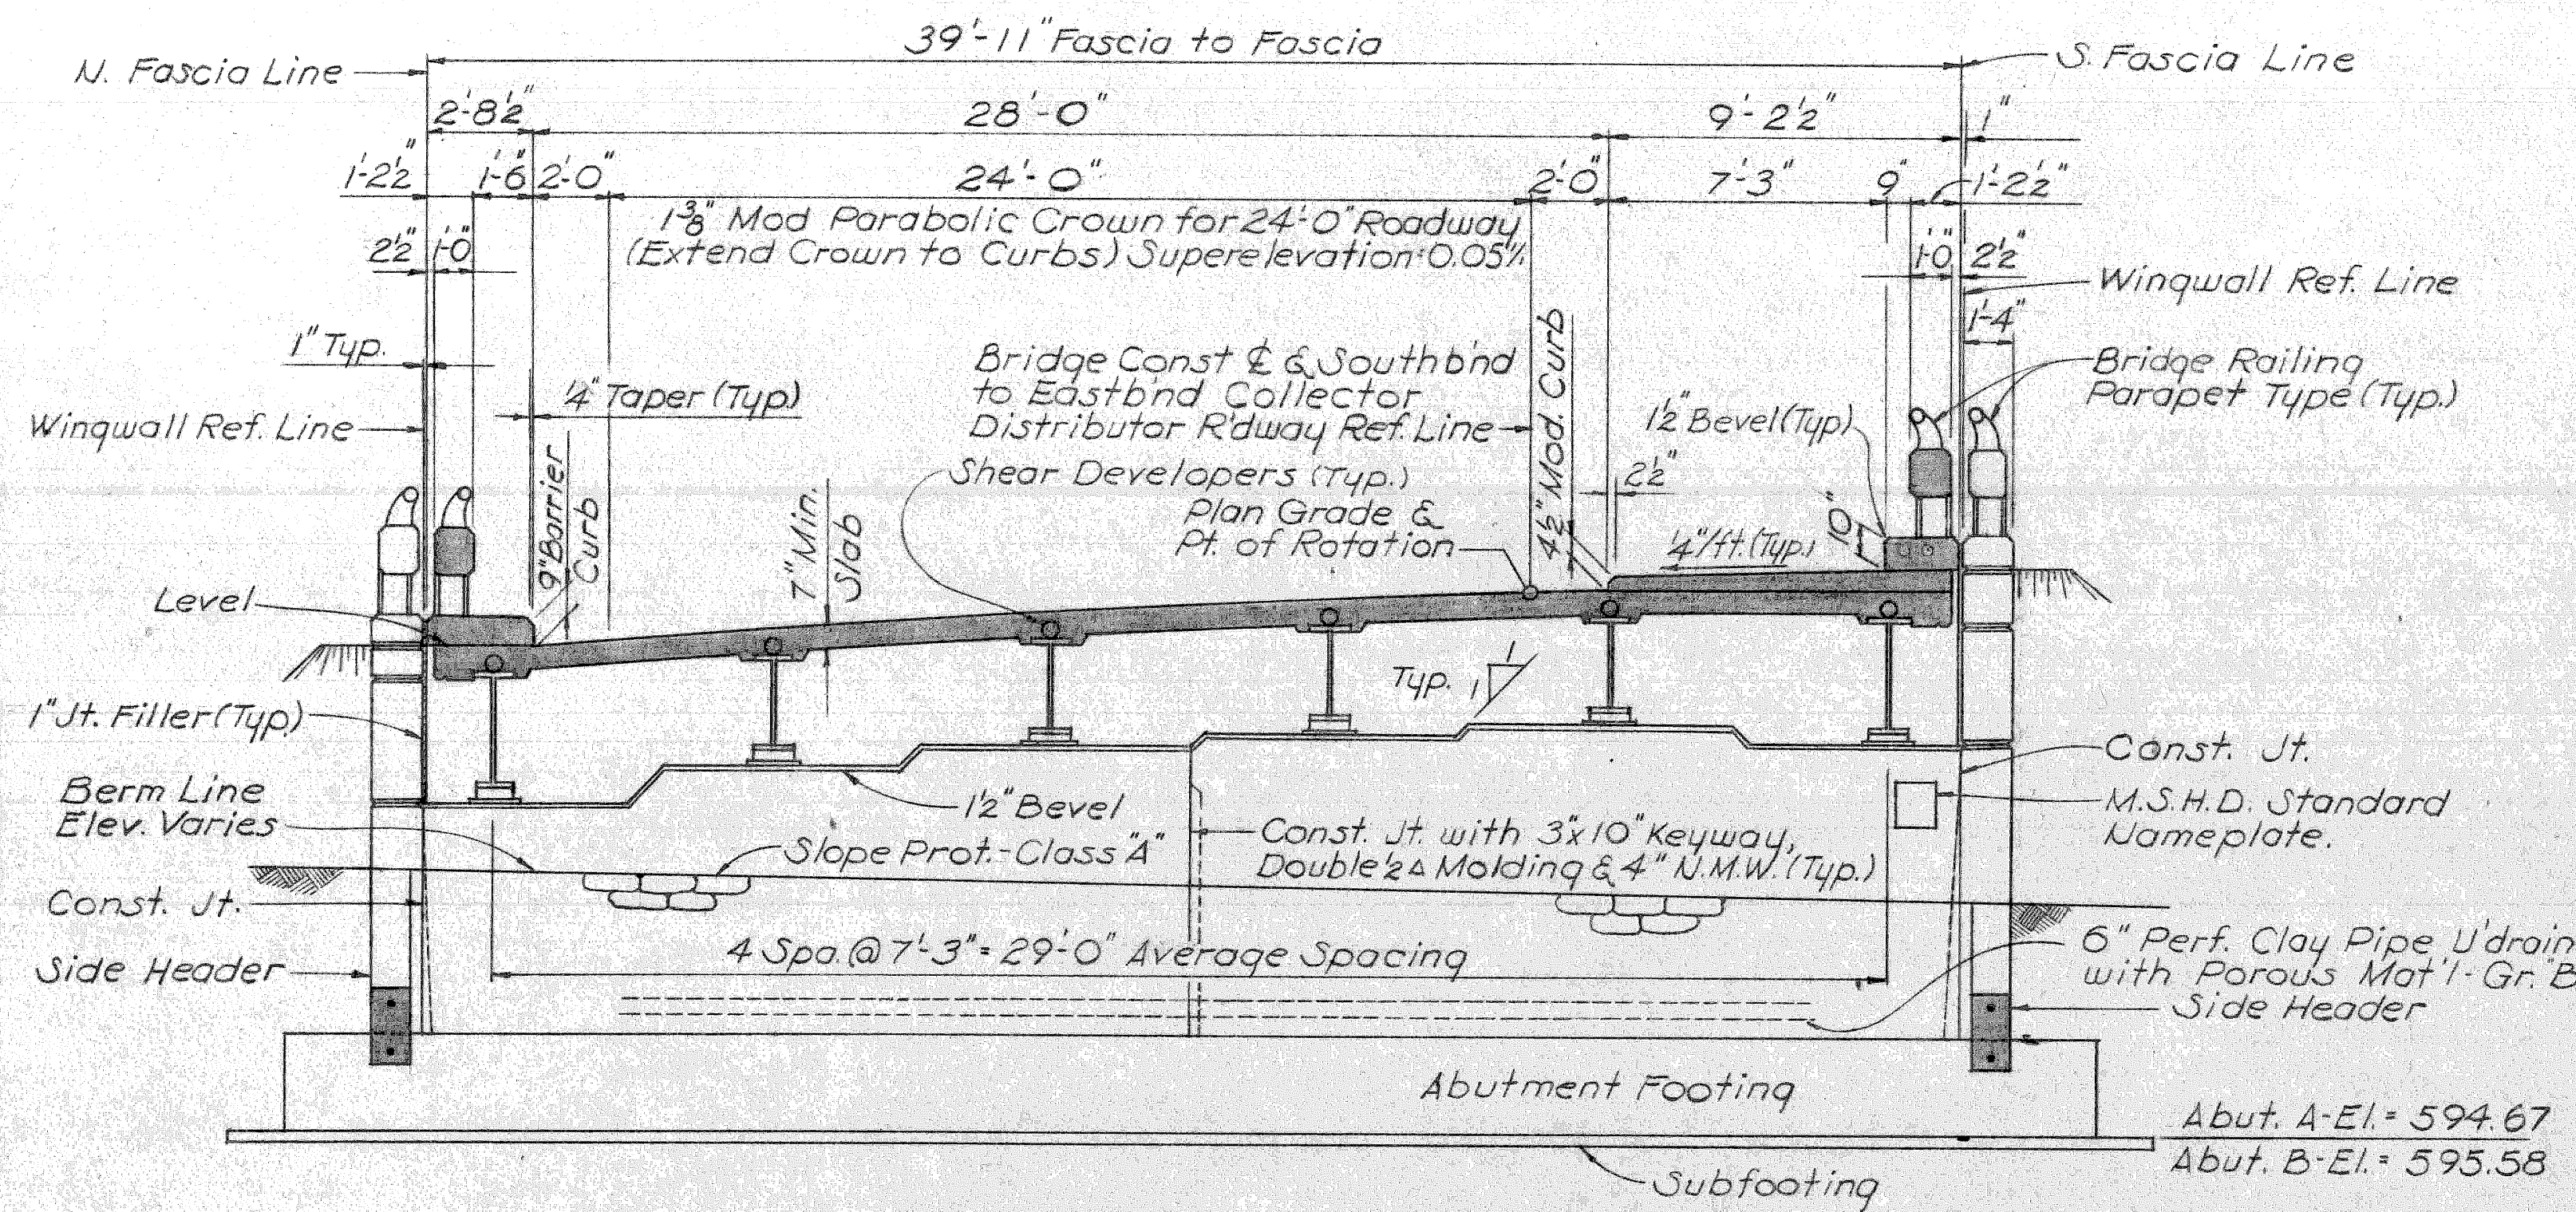 39'-11" Fascia to Fascia
N. Fascia Line
S. Fascia Line
2'-8½"
28'-0"
9'-2½"
1"
1'-2½"
1'-6"
2'-0"
24'-0"
2'-0"
7'-3"
9"
1'-2½"
1⅜" Mod Parabolic Crown for 24'-0" Roadway
(Extend Crown to Curbs) Superelevation=0.05'/'
2½"
1'-0"
1'-0"
2½"
Wingwall Ref. Line
1'-4"
1" Typ.
Bridge Const ℄ & Southb'nd
to Eastb'nd Collector
Distributor R'dway Ref. Line
4½" Mod. Curb
Bridge Railing
Parapet Type (Typ.)
¼" Taper (Typ.)
Wingwall Ref. Line
1½" Bevel (Typ)
Shear Developers (Typ.)
2½"
9" Barrier
Curb
7" Min.
Slab
Plan Grade &
Pt. of Rotation
¼"/ft. (Typ.)
10"
Level
Typ.
1
1
1" Jt. Filler (Typ.)
Const. Jt.
Berm Line
Elev. Varies
1½" Bevel
M.S.H.D. Standard
Nameplate.
Slope Prot.-Class "A"
Const. Jt. with 3"x10" Keyway,
Double ½ △ Molding & 4" N.M.W. (Typ.)
Const. Jt.
4 Spa. @ 7'-3" = 29'-0" Average Spacing
6" Perf. Clay Pipe U'drain
with Porous Mat'l - Gr. "B
Side Header
Side Header
Abutment Footing
Abut. A-El. = 594.67
Abut. B-El. = 595.58
Subfooting